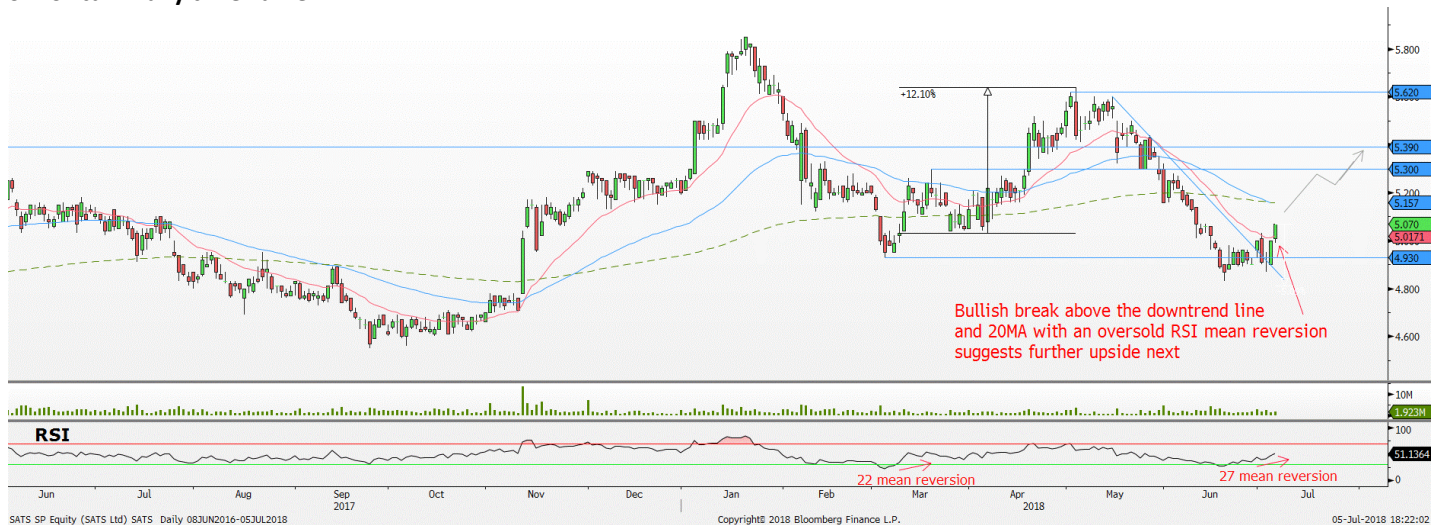 5.800
5.620
5.390
5.300
5.200
5.157
5.070
5.0171
4.930
4.800
4.600
+12.10%
Bullish break above the downtrend line
and 20MA with an oversold RSI mean reversion
suggests further upside next
10M
1.923M
RSI
100
51.1364
0
22 mean reversion
27 mean reversion
Jun Jul Aug Sep Oct Nov Dec Jan Feb Mar Apr May Jun Jul
2017 2018
SATS SP Equity (SATS Ltd) SATS Daily 08JUN2016-05JUL2018 Copyright© 2018 Bloomberg Finance L.P. 05-Jul-2018 18:22:02